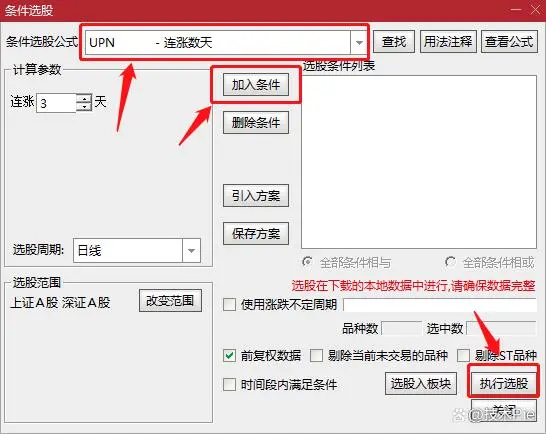 条件选股
条件选股公式 UPN - 连涨数天 查找 用法注释 查看公式
计算参数
连涨 3 天
加入条件
选股条件列表
删除条件
引入方案
保存方案
选股周期: 日线
全部条件相与 全部条件相或
选股在下载的本地数据中进行,请确保数据完整
选股范围
上证A股 深证A股 改变范围
使用涨跌不定周期
品种数 选中数
前复权数据 剔除当前未交易的品种 剔除ST品种
时间段内满足条件 选股入板块 执行选股
关闭
@技术Pie